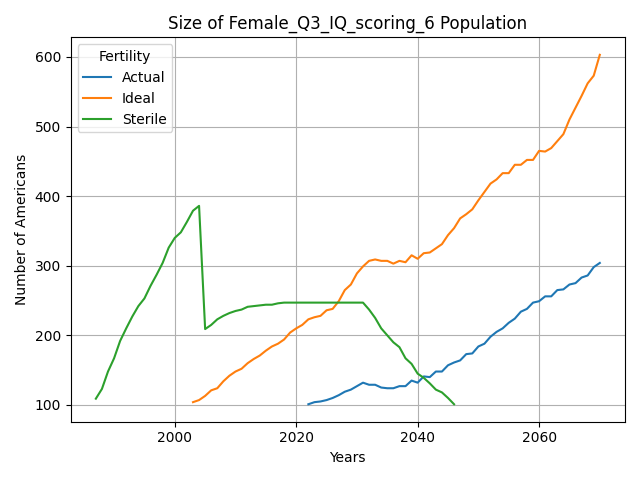 Size of Female_Q3_IQ_scoring_6 Population
Fertility
Actual
Ideal
Sterile
Number of Americans
600
500
400
300
200
100
2000
2020
2040
2060
Years